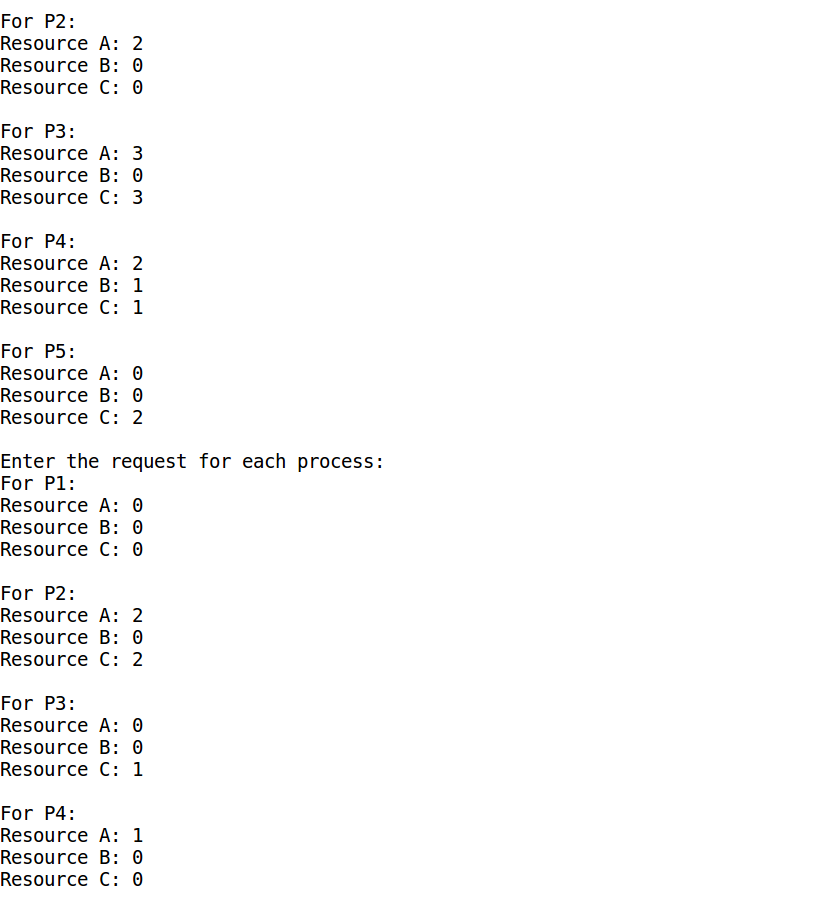 For P2:
Resource A: 2
Resource B: 0
Resource C: 0
For P3:
Resource A: 3
Resource B: 0
Resource C: 3
For P4:
Resource A: 2
Resource B: 1
Resource C: 1
For P5:
Resource A: 0
Resource B: 0
Resource C: 2
Enter the request for each process:
For P1:
Resource A: 0
Resource B: 0
Resource C: 0
For P2:
Resource A: 2
Resource B: 0
Resource C: 2
For P3:
Resource A: 0
Resource B: 0
Resource C: 1
For P4:
Resource A: 1
Resource B: 0
Resource C: 0